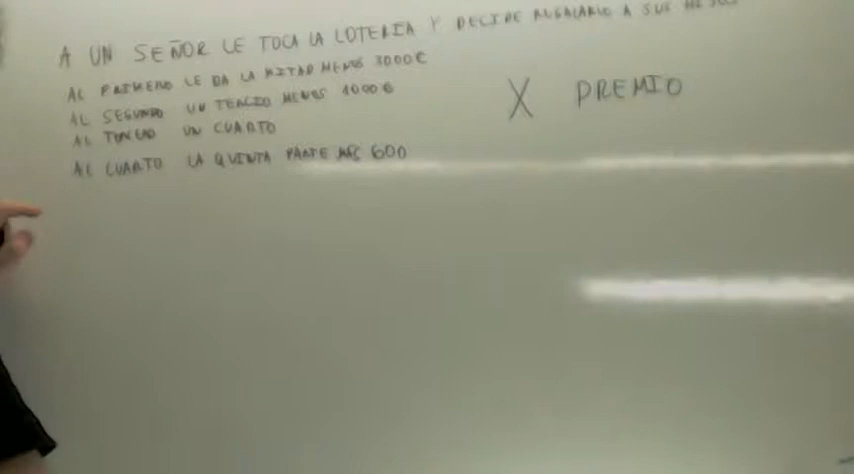 A UN SEÑOR LE TOCA LA LOTERIA Y DECIDE REGALARLO A SUS HIJOS
AL PRIMERO LE DA LA MITAD MENOS 3000€
AL SEGUNDO UN TERCIO MENOS 1000€
AL TERCERO UN CUARTO
AL CUARTO LA QUINTA PARTE MAS 600
X PREMIO